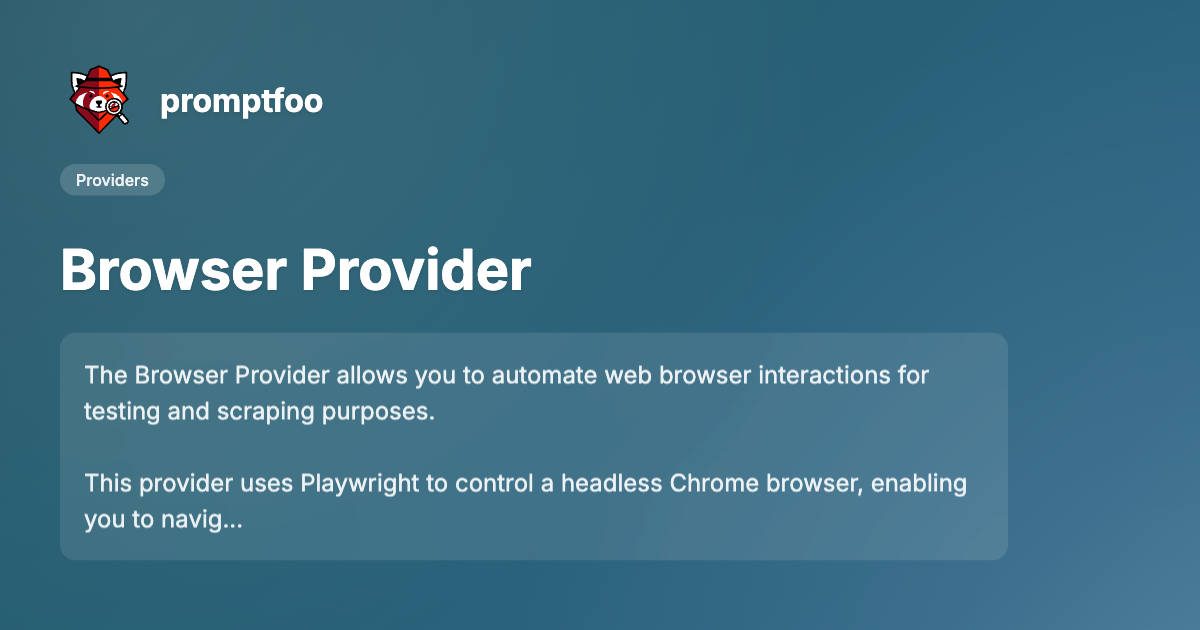 promptfoo
Providers
Browser Provider
The Browser Provider allows you to automate web browser interactions for
testing and scraping purposes.
This provider uses Playwright to control a headless Chrome browser, enabling
you to navig...